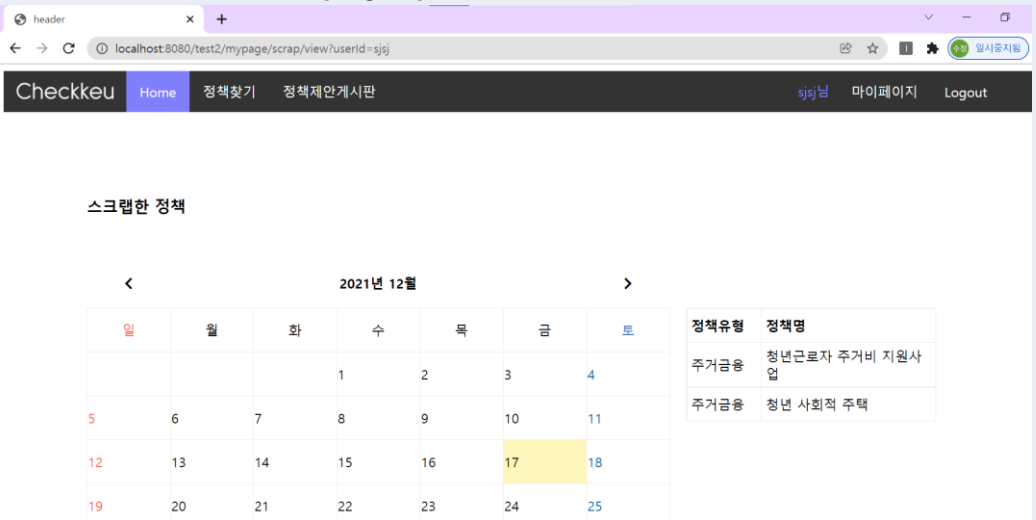 header
localhost:8080/test2/mypage/scrap/view?userId=sjsj
수정 일시중지됨
Checkkeu Home 정책찾기 정책제안게시판 sjsj님 마이페이지 Logout
스크랩한 정책
2021년 12월
일 월 화 수 목 금 토
1 2 3 4
5 6 7 8 9 10 11
12 13 14 15 16 17 18
19 20 21 22 23 24 25
정책유형 정책명
주거금융 청년근로자 주거비 지원사
업
주거금융 청년 사회적 주택